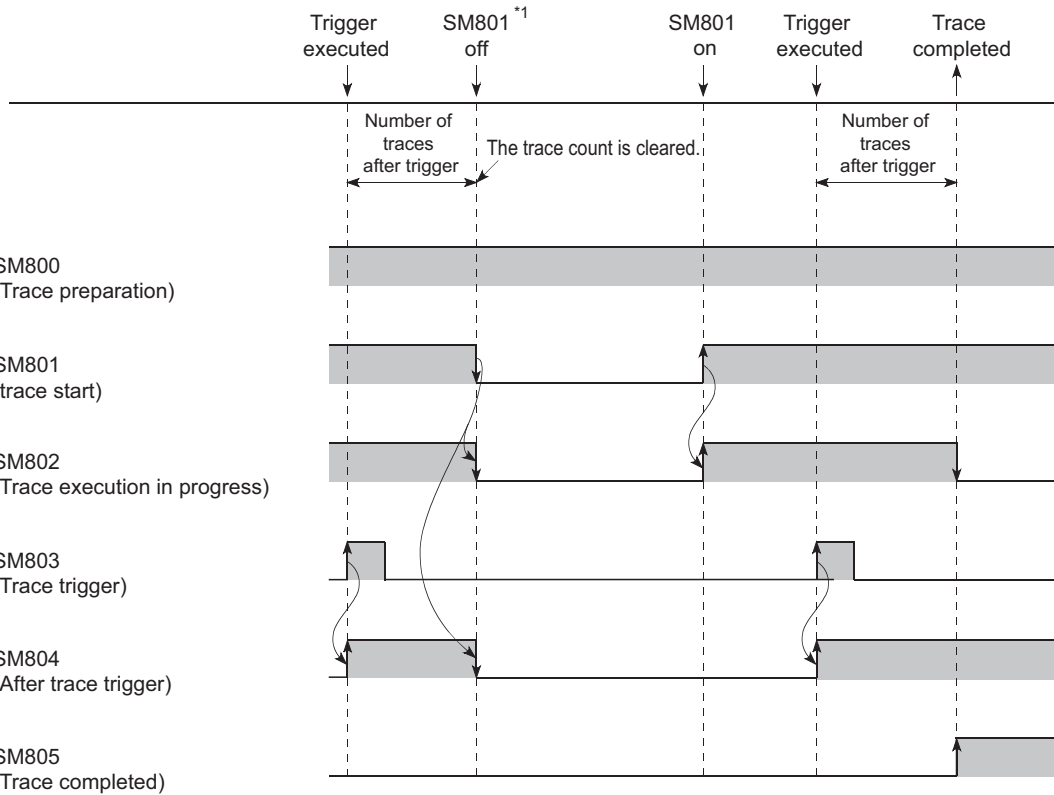 Trigger executed
SM801 *1 off
SM801 on
Trigger executed
Trace completed
Number of
traces
after trigger
The trace count is cleared.
Number of
traces
after trigger
SM800
Trace preparation)
SM801
trace start)
SM802
Trace execution in progress)
SM803
Trace trigger)
SM804
After trace trigger)
SM805
Trace completed)